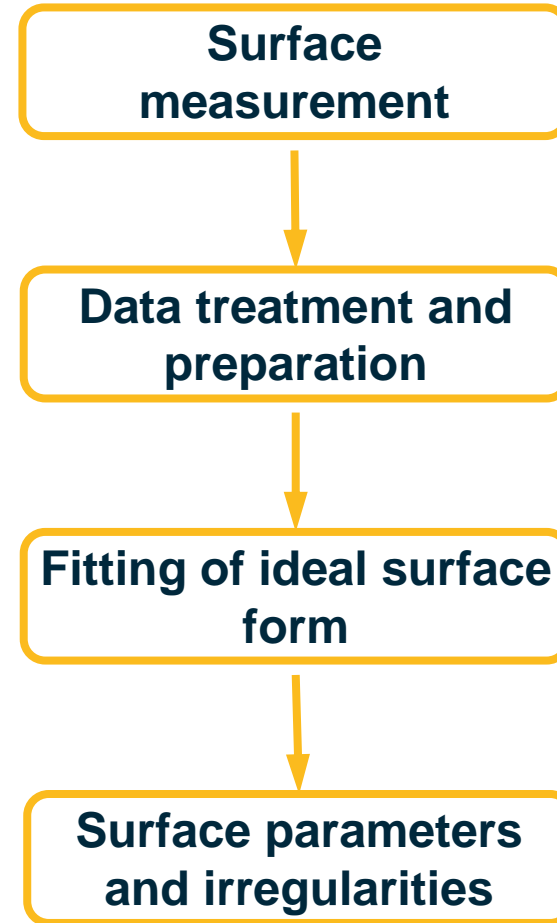 Surface
measurement
Data treatment and
preparation
Fitting of ideal surface
form
Surface parameters
and irregularities